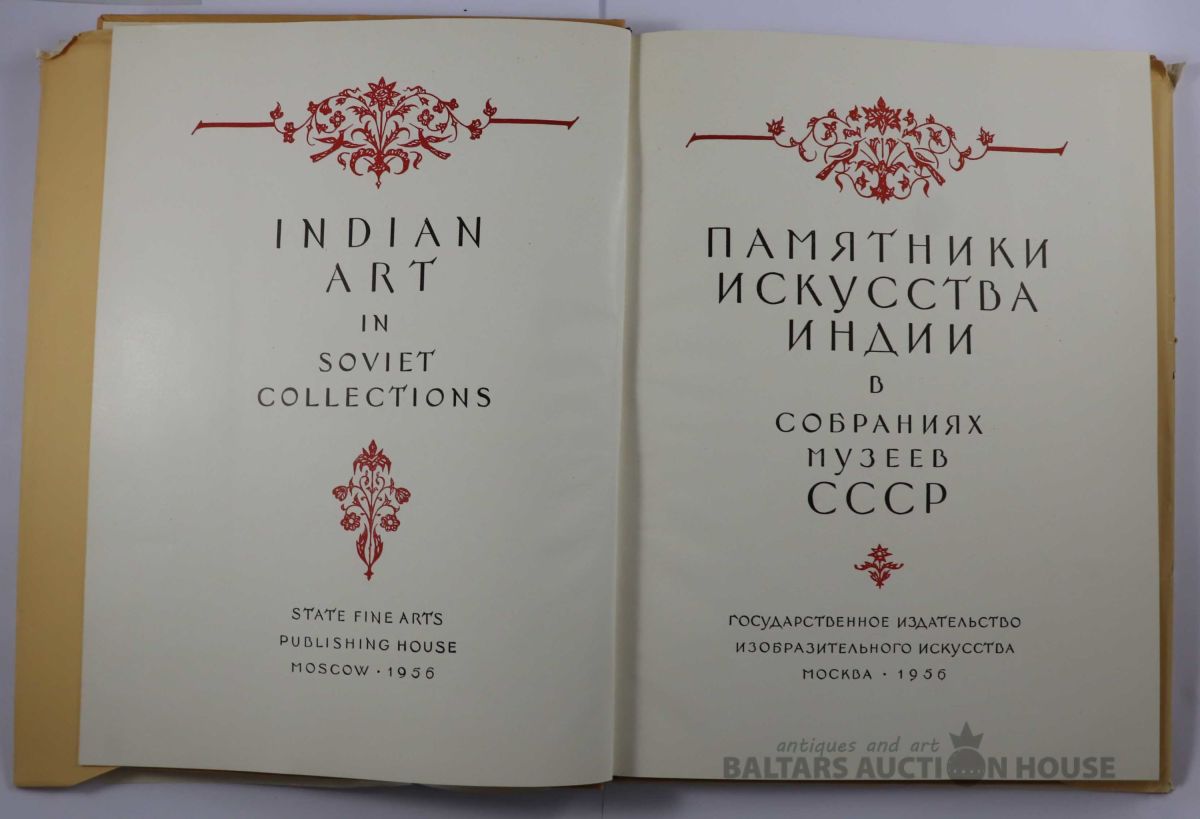 INDIAN
ART
IN
SOVIET
COLLECTIONS
STATE FINE ARTS
PUBLISHING HOUSE
MOSCOW · 1956
ПАМЯТНИКИ
ИСКУССТВА
ИНДИИ
В
СОБРАНИЯХ
МУЗЕЕВ
СССР
ГОСУДАРСТВЕННОЕ ИЗДАТЕЛЬСТВО
ИЗОБРАЗИТЕЛЬНОГО ИСКУССТВА
МОСКВА · 1956
antiques and art
BALTARS AUCTION HOUSE